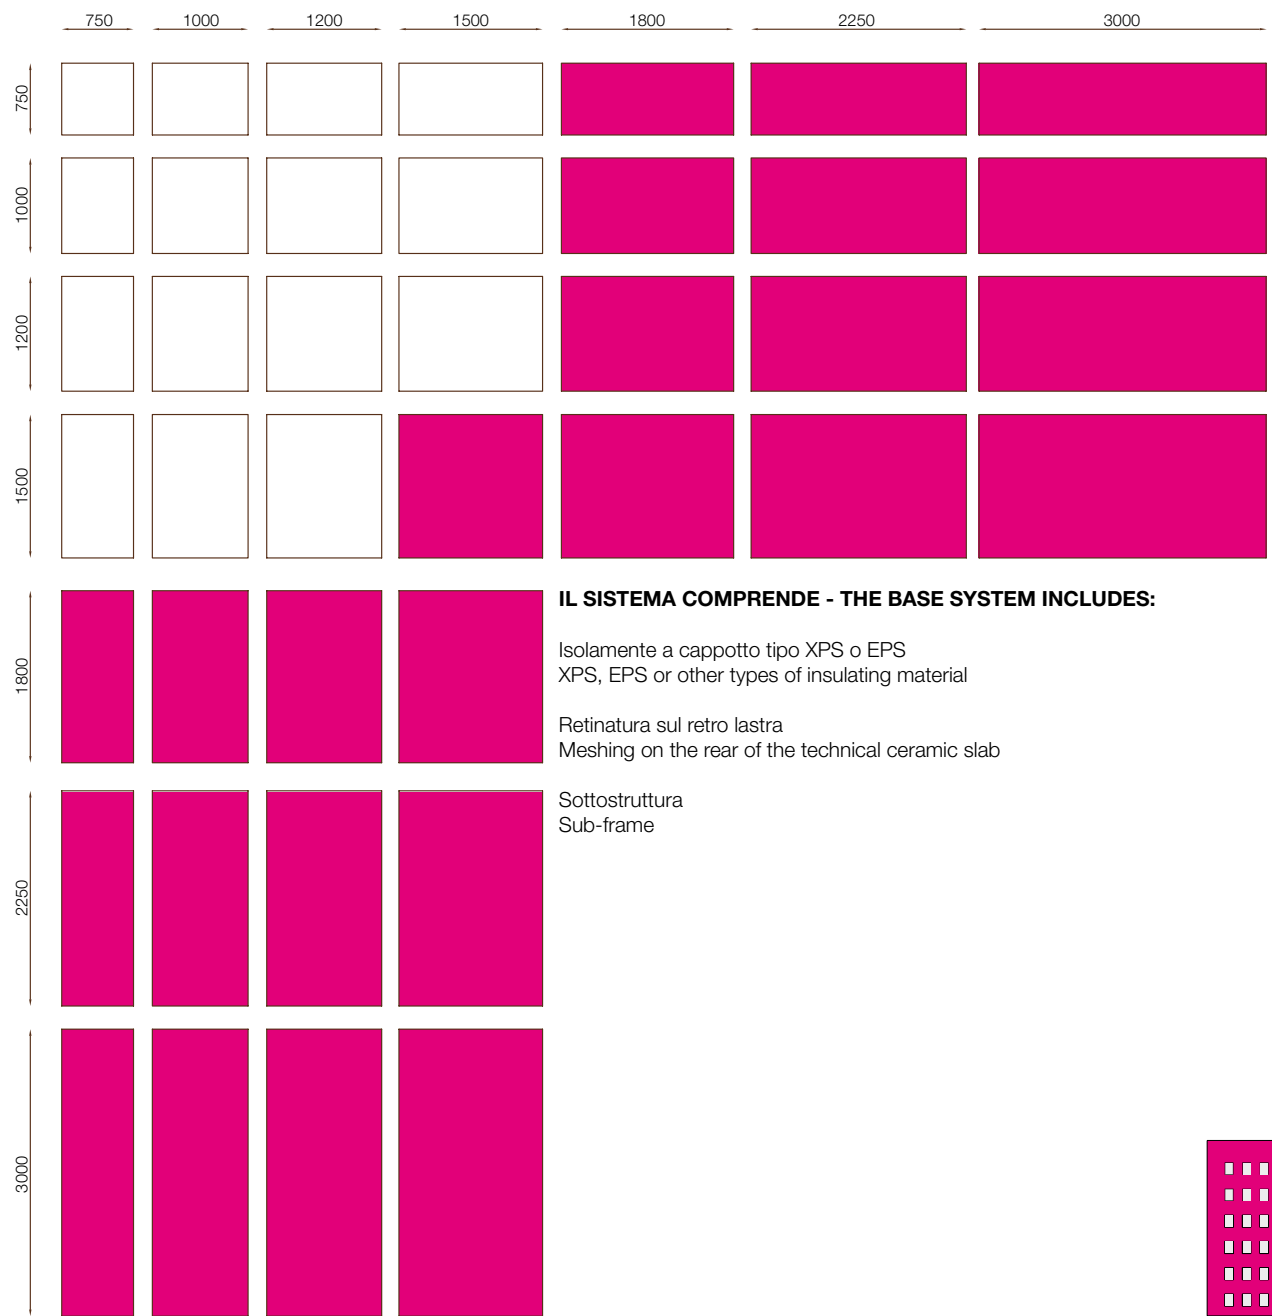 750 1000 1200 1500 1800 2250 3000
750
1000
1200
1500
1800
IL SISTEMA COMPRENDE - THE BASE SYSTEM INCLUDES:
Isolamente a cappotto tipo XPS o EPS
XPS, EPS or other types of insulating material
Retinatura sul retro lastra
Meshing on the rear of the technical ceramic slab
Sottostruttura
Sub-frame
2250
3000